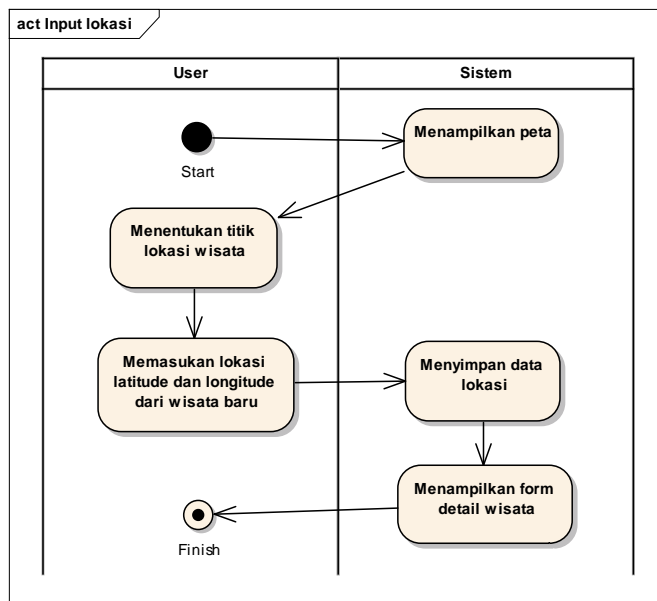 act Input lokasi
User
Sistem
Menampilkan peta
Start
Menentukan titik
lokasi wisata
Memasukan lokasi
latitude dan longitude
dari wisata baru
Menyimpan data
lokasi
Menampilkan form
detail wisata
Finish